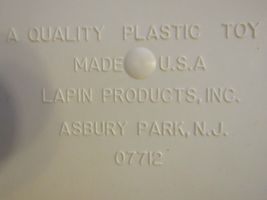 A QUALITY PLASTIC TOY
MADE U.S.A
LAPIN PRODUCTS, INC.
ASBURY PARK, N.J.
07712